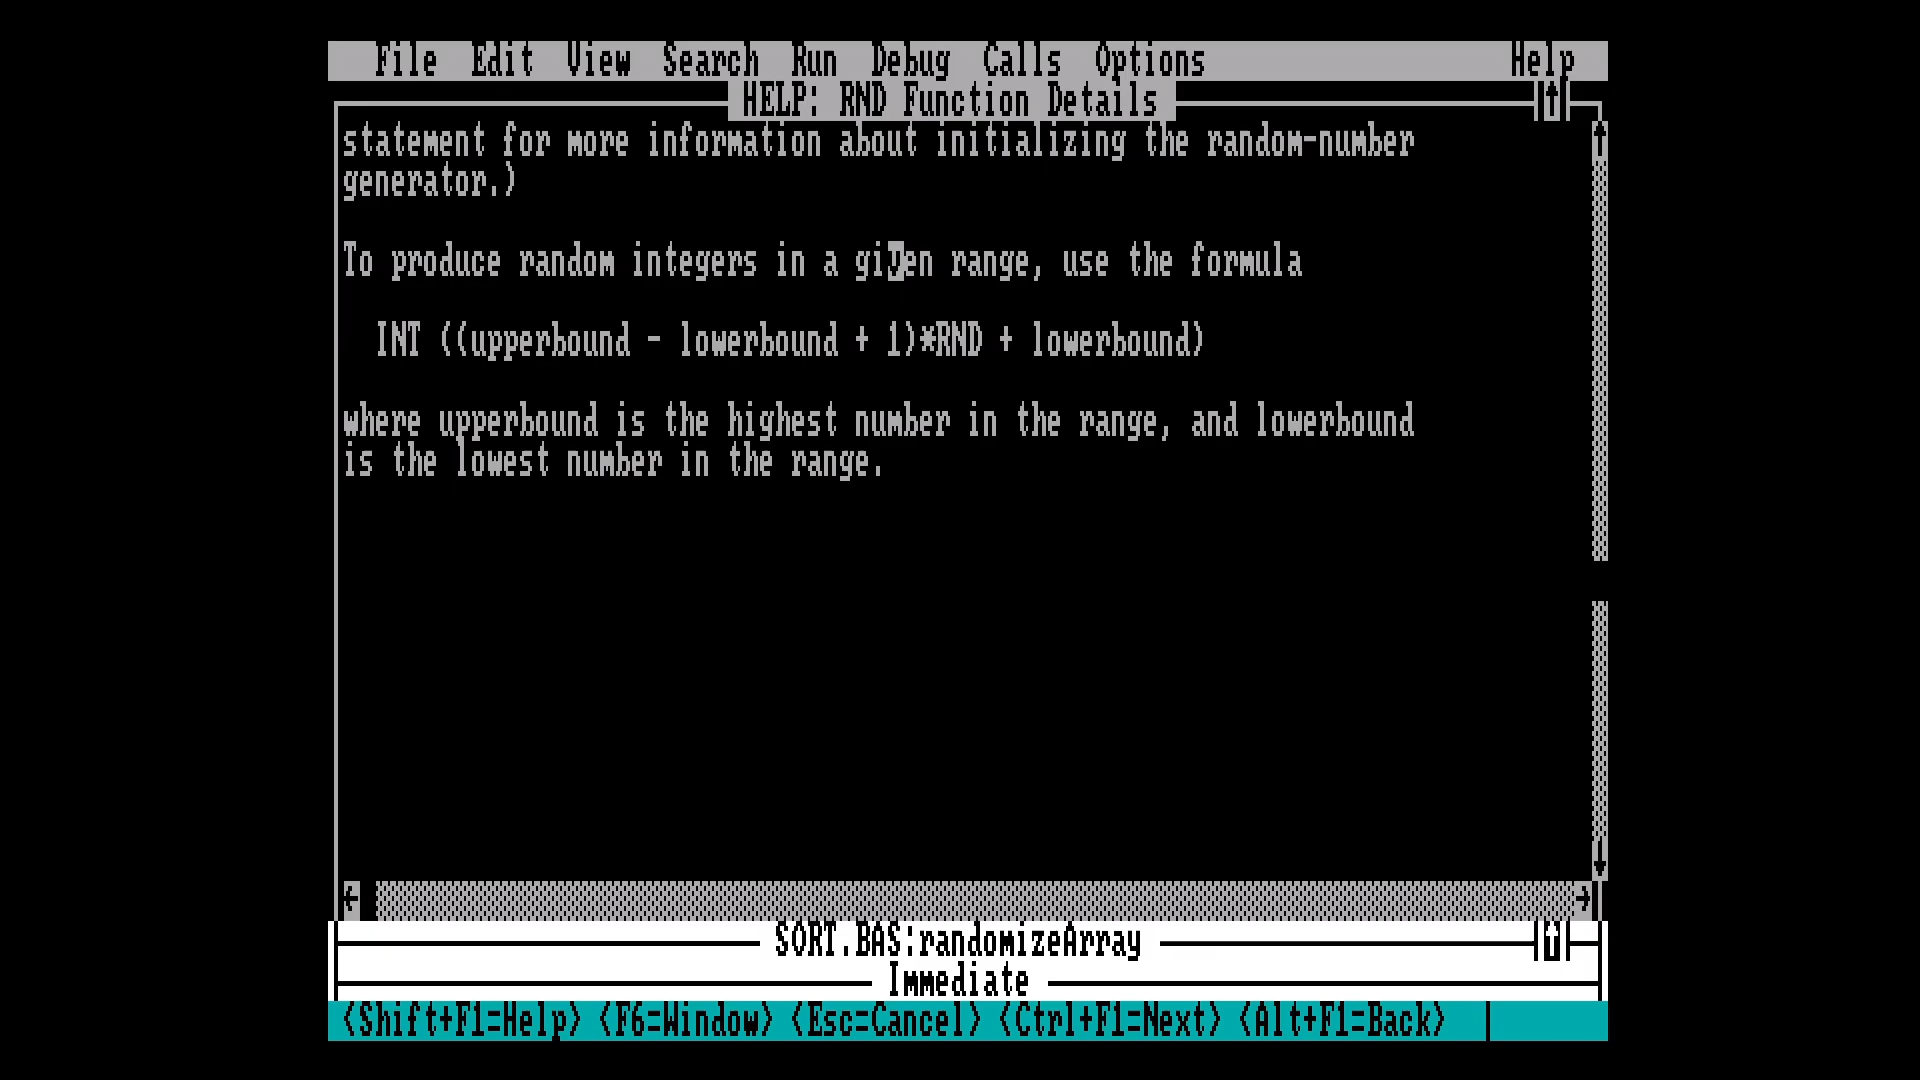 File Edit View Search Run Debug Calls Options Help
HELP: RND Function Details
statement for more information about initializing the random-number
generator.)
To produce random integers in a given range, use the formula
INT ((upperbound - lowerbound + 1)*RND + lowerbound)
where upperbound is the highest number in the range, and lowerbound
is the lowest number in the range.
SORT.BAS:randomizeArray
Immediate
<Shift+F1=Help> <F6=Window> <Esc=Cancel> <Ctrl+F1=Next> <Alt+F1=Back>